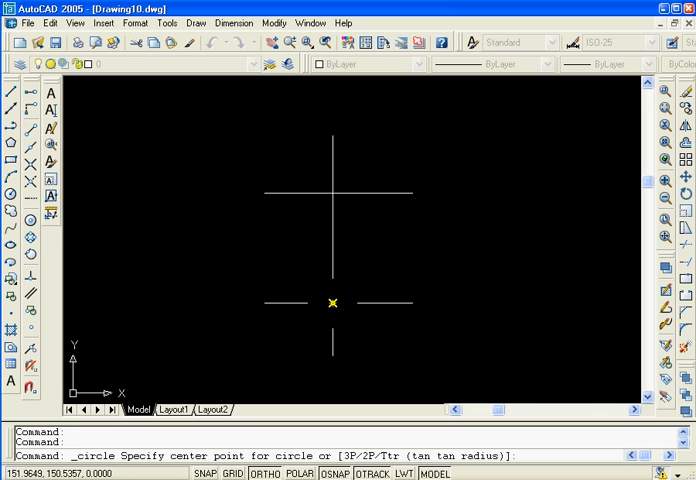 AutoCAD 2005 - [Drawing10.dwg]
File Edit View Insert Format Tools Draw Dimension Modify Window Help
Standard ISO-25
0 ByLayer ByLayer ByLayer ByColo
A
A
A
Y
X
Model Layout1 Layout2
A
Command:
Command:
Command: _circle Specify center point for circle or [3P/2P/Ttr (tan tan radius)]:
151.9649, 150.5357, 0.0000 SNAP GRID ORTHO POLAR OSNAP OTRACK LWT MODEL